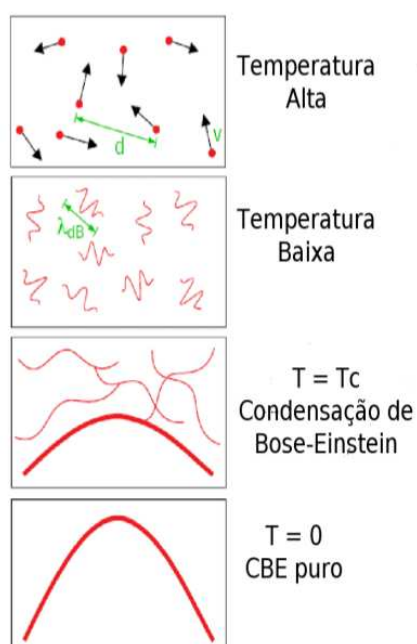 Temperatura
Alta
d
v
Temperatura
Baixa
λdB
T = Tc
Condensação de
Bose-Einstein
T = 0
CBE puro